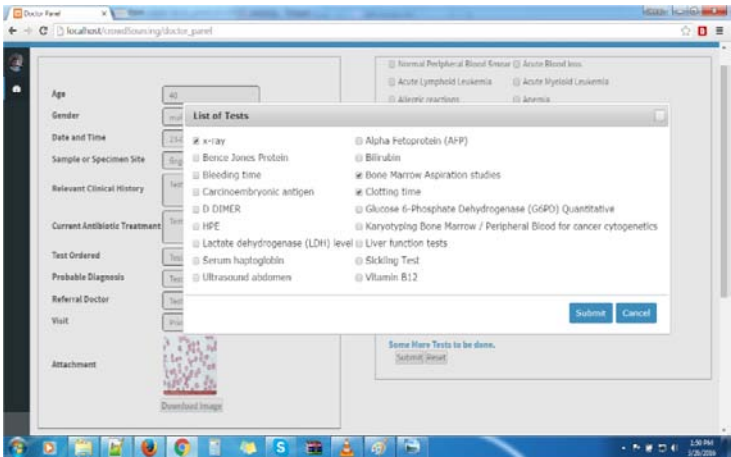 Doctor Panel
localhost/crowdSourcing/doctor_panel
Normal Peripheral Blood Smear Acute Blood loss
Acute Lymphoid Leukemia Acute Myeloid Leukemia
Allergic reactions Anemia
Age 40
Gender
Date and Time
Sample or Specimen Site
Relevant Clinical History
Current Antibiotic Treatment
Test Ordered
Probable Diagnosis
Referral Doctor
Visit
Attachment
Download Image
List of Tests
x-ray Alpha Fetoprotein (AFP)
Bence Jones Protein Bilirubin
Bleeding time Bone Marrow Aspiration studies
Carcinoembryonic antigen Clotting time
D DIMER Glucose 6-Phosphate Dehydrogenase (G6PD) Quantitative
HPE Karyotyping Bone Marrow / Peripheral Blood for cancer cytogenetics
Lactate dehydrogenase (LDH) level Liver function tests
Serum haptoglobin Sickling Test
Ultrasound abdomen Vitamin B12
Submit Cancel
Some More Tests to be done.
Submit Reset
1:50 PM